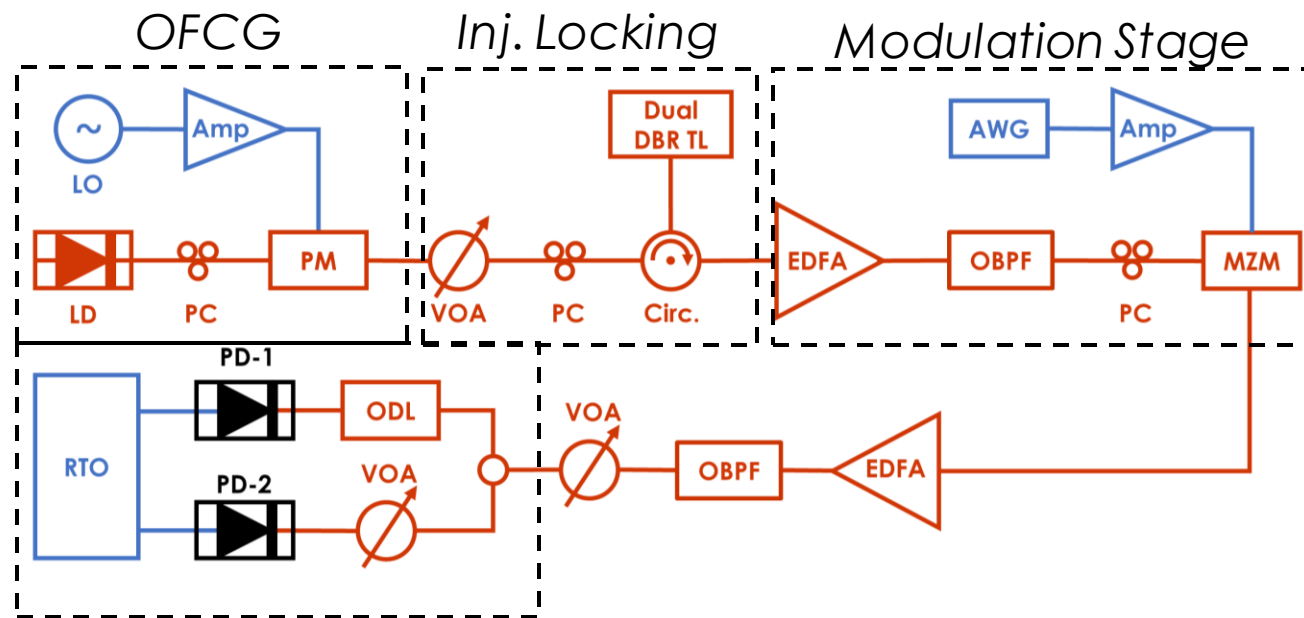 OFCG
Inj. Locking
Modulation Stage
~
Amp
LO
LD
PC
PM
VOA
PC
Dual
DBR TL
Circ.
EDFA
OBPF
PC
AWG
Amp
MZM
RTO
PD-1
PD-2
ODL
VOA
VOA
OBPF
EDFA